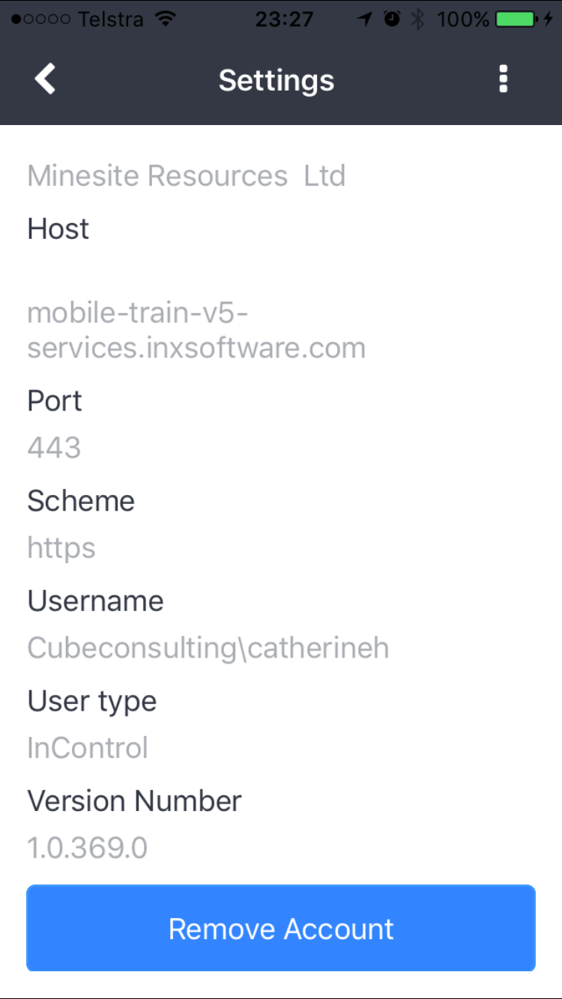 Telstra 23:27 100%
Settings
Minesite Resources  Ltd
Host
mobile-train-v5-
services.inxsoftware.com
Port
443
Scheme
https
Username
Cubeconsulting\catherineh
User type
InControl
Version Number
1.0.369.0
Remove Account